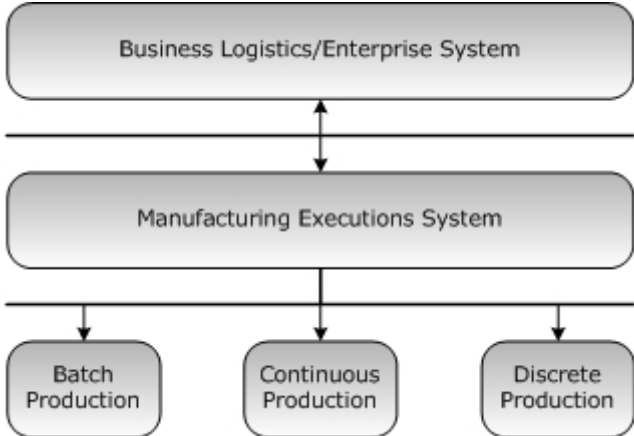 Business Logistics/Enterprise System
Manufacturing Executions System
Batch
Production
Continuous
Production
Discrete
Production